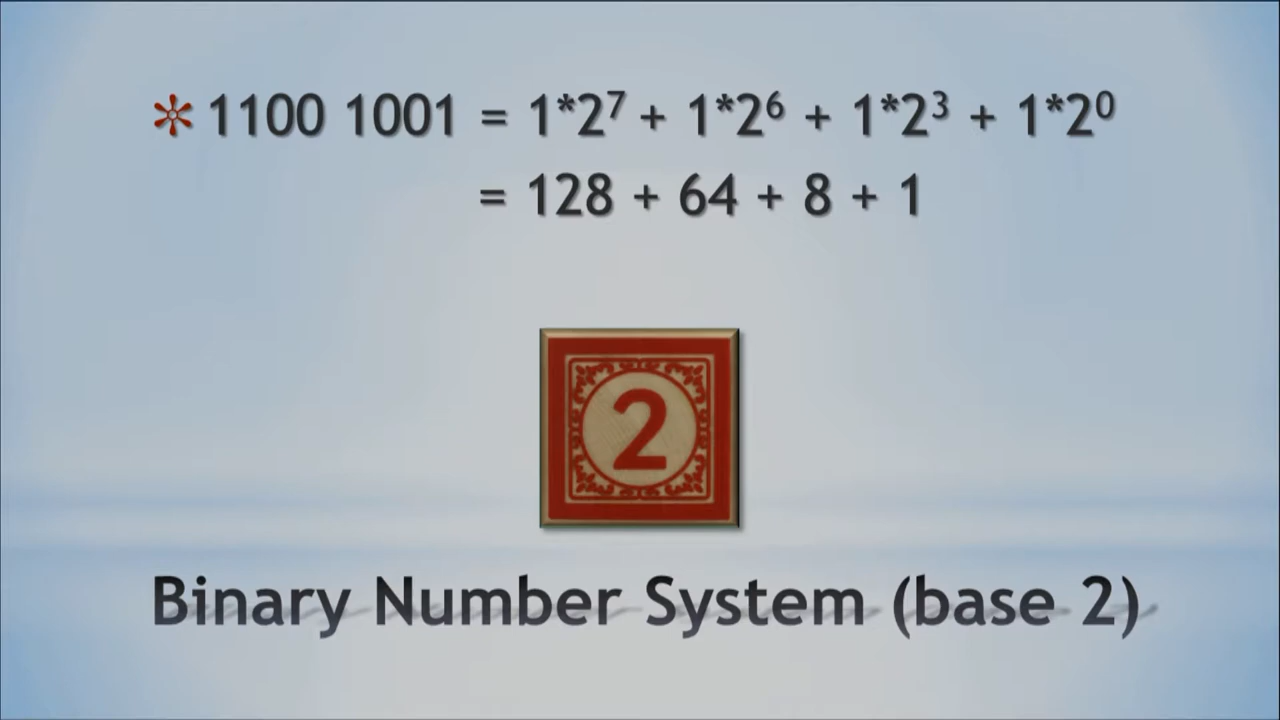 ✲ 1100 1001 = 1*2⁷ + 1*2⁶ + 1*2³ + 1*2⁰
= 128 + 64 + 8 + 1
2
Binary Number System (base 2)